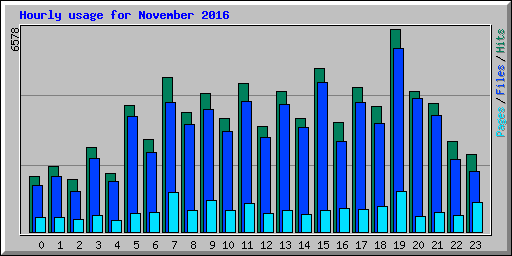 Hourly usage for November 2016
6578
Pages/Files/Hits
0 1 2 3 4 5 6 7 8 9 10 11 12 13 14 15 16 17 18 19 20 21 22 23